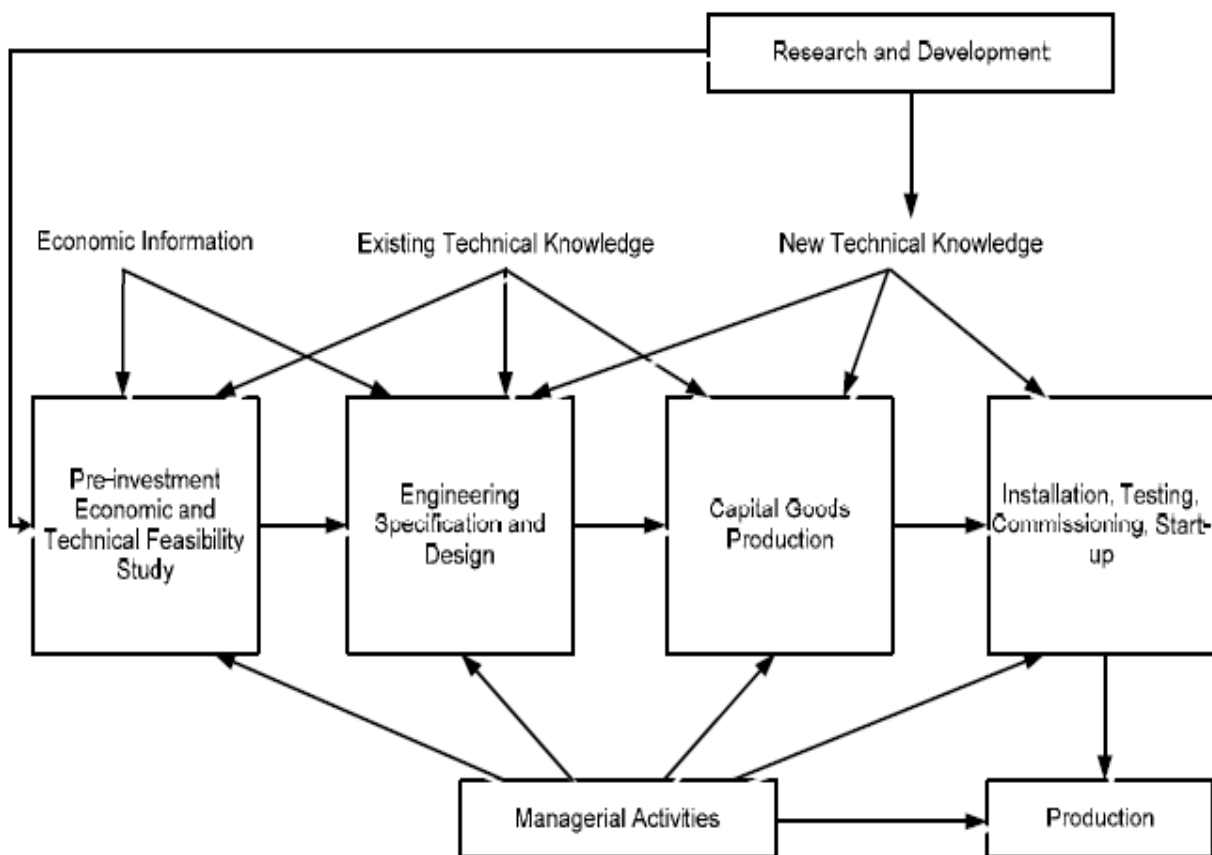 Research and Development
Economic Information
Existing Technical Knowledge
New Technical Knowledge
Pre-investment
Economic and
Technical Feasibility
Study
Engineering
Specification and
Design
Capital Goods
Production
Installation, Testing,
Commissioning, Start-
up
Managerial Activities
Production